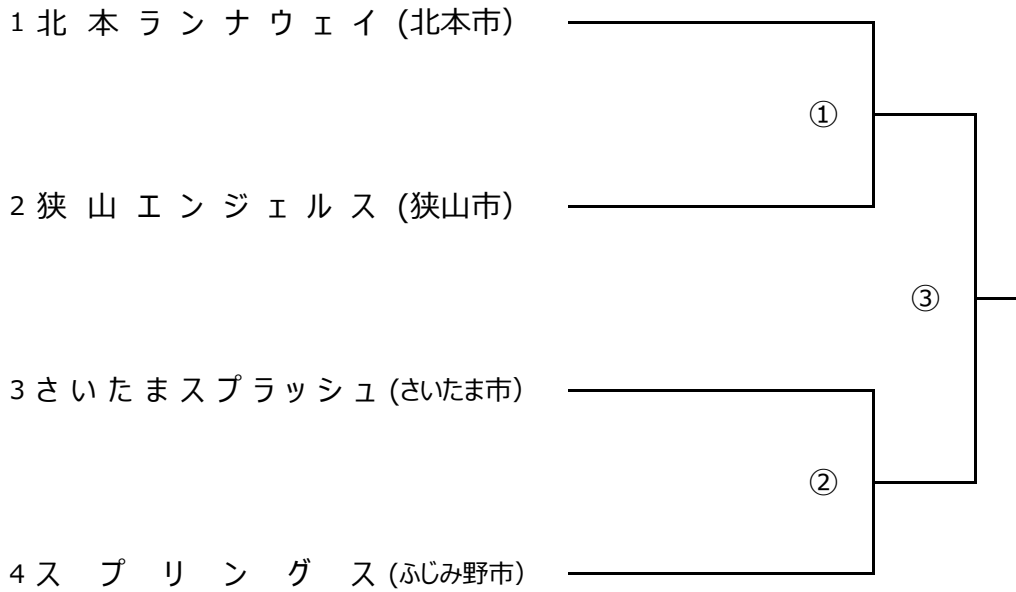 1 北本ランナウェイ (北本市)
①
2 狭山エンジェルス (狭山市)
③
3 さいたまスプラッシュ (さいたま市)
②
4 スプリングス (ふじみ野市)